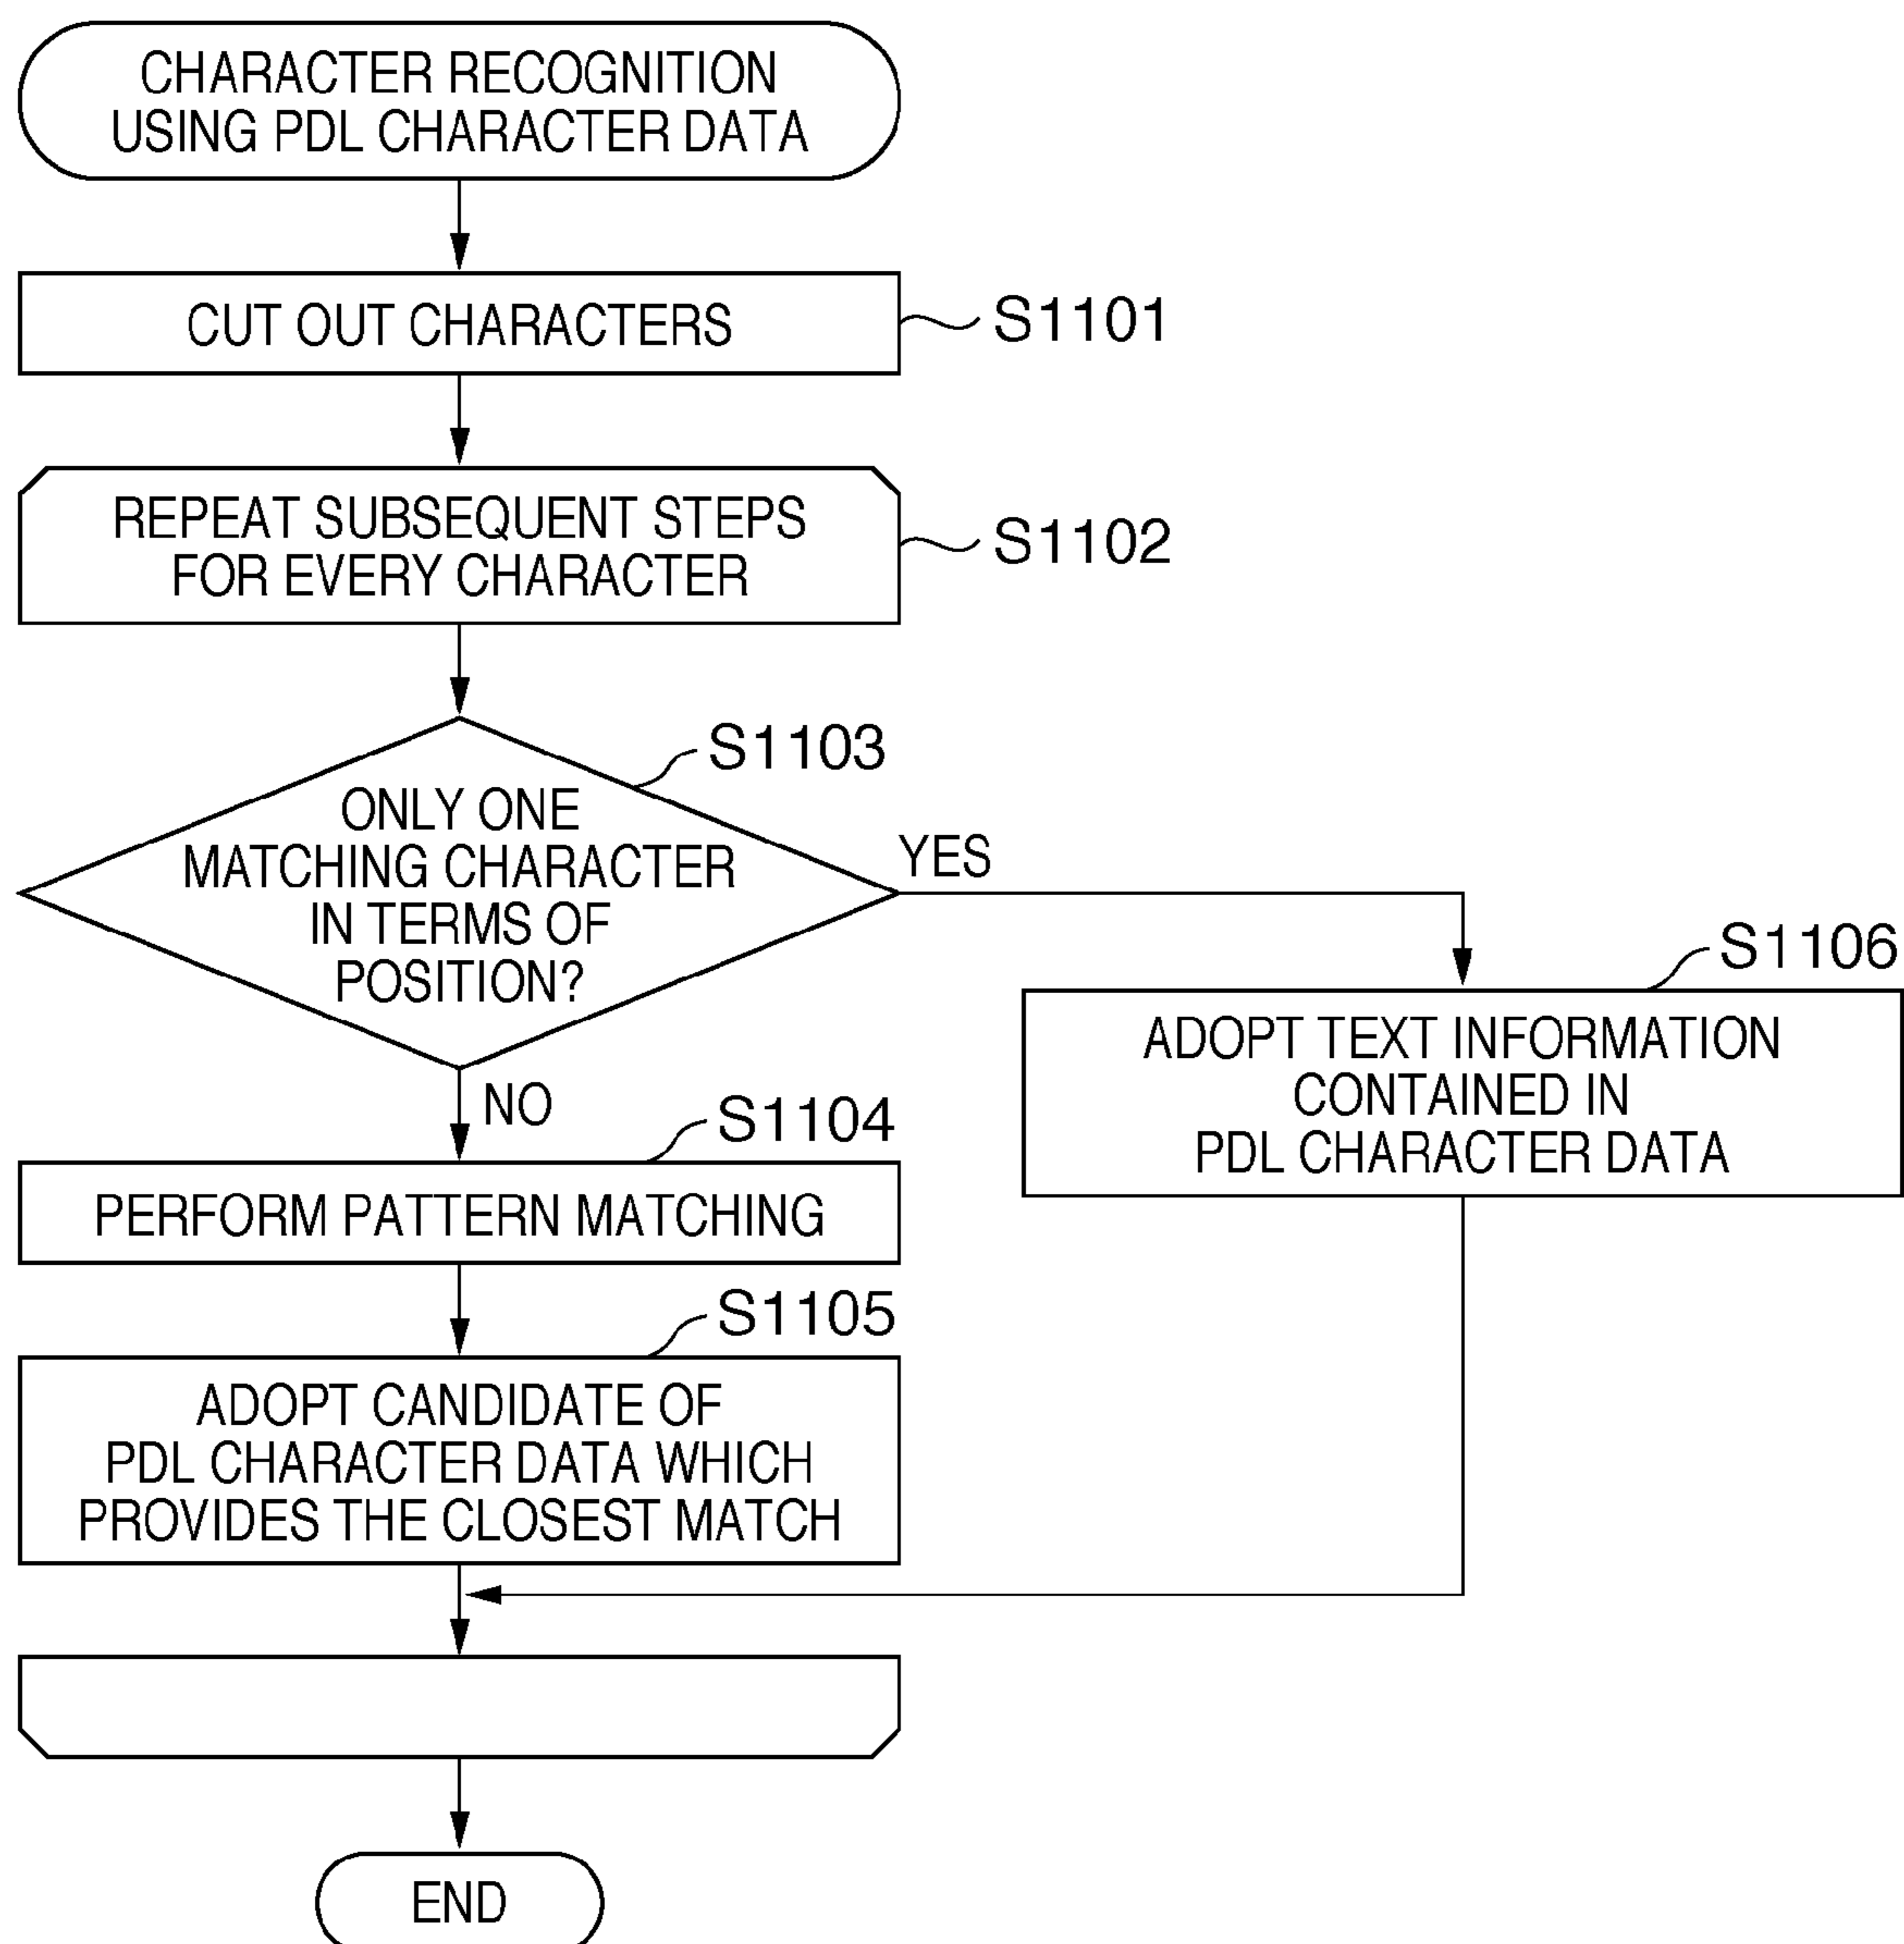 CHARACTER RECOGNITION
USING PDL CHARACTER DATA
CUT OUT CHARACTERS
S1101
REPEAT SUBSEQUENT STEPS
FOR EVERY CHARACTER
S1102
S1103
ONLY ONE
MATCHING CHARACTER
IN TERMS OF
POSITION?
YES
S1106
ADOPT TEXT INFORMATION
CONTAINED IN
PDL CHARACTER DATA
NO
S1104
PERFORM PATTERN MATCHING
S1105
ADOPT CANDIDATE OF
PDL CHARACTER DATA WHICH
PROVIDES THE CLOSEST MATCH
END